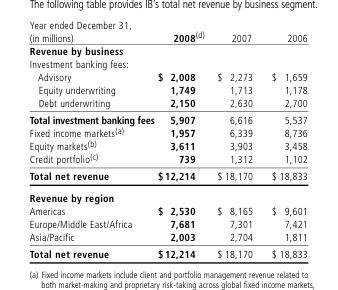 The following table provides IB's total net revenue by business segment.
Year ended December 31,
(in millions) 2008(d) 2007 2006
Revenue by business
Investment banking fees:
Advisory $ 2,008 $ 2,273 $ 1,659
Equity underwriting 1,749 1,713 1,178
Debt underwriting 2,150 2,630 2,700
Total investment banking fees 5,907 6,616 5,537
Fixed income markets(a) 1,957 6,339 8,736
Equity markets(b) 3,611 3,903 3,458
Credit portfolio(c) 739 1,312 1,102
Total net revenue $12,214 $ 18,170 $ 18,833
Revenue by region
Americas $ 2,530 $ 8,165 $ 9,601
Europe/Middle East/Africa 7,681 7,301 7,421
Asia/Pacific 2,003 2,704 1,811
Total net revenue $12,214 $ 18,170 $ 18,833
(a) Fixed income markets include client and portfolio management revenue related to
both market-making and proprietary risk-taking across global fixed income markets,